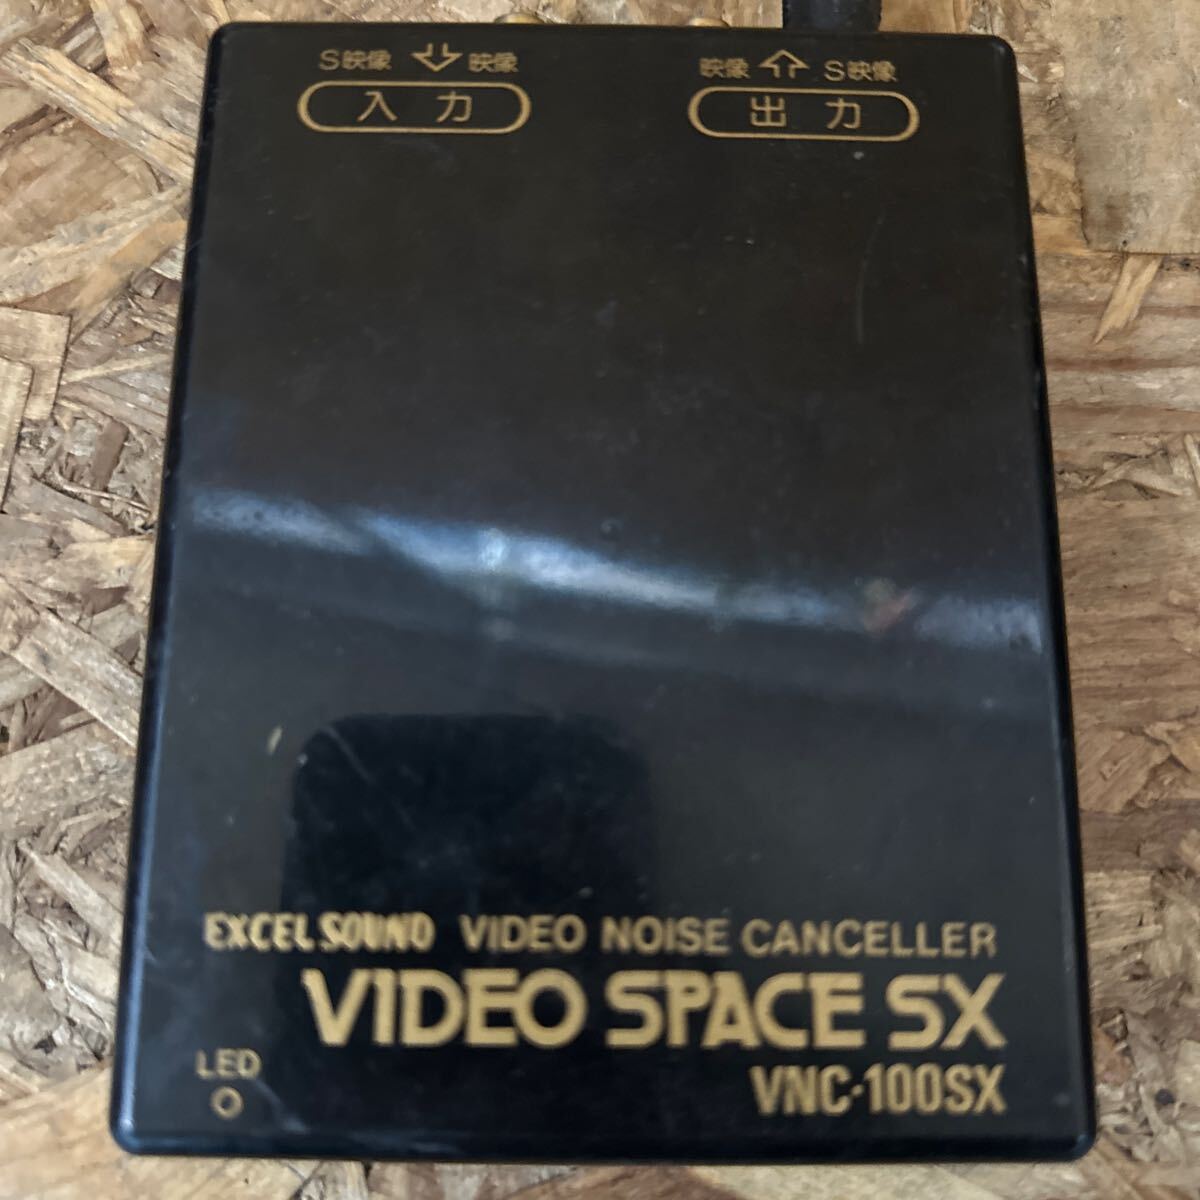 S映像 映像
入力
映像 S映像
出力
EXCEL SOUND VIDEO NOISE CANCELLER
VIDEO SPACE SX
VNC-100SX
LED